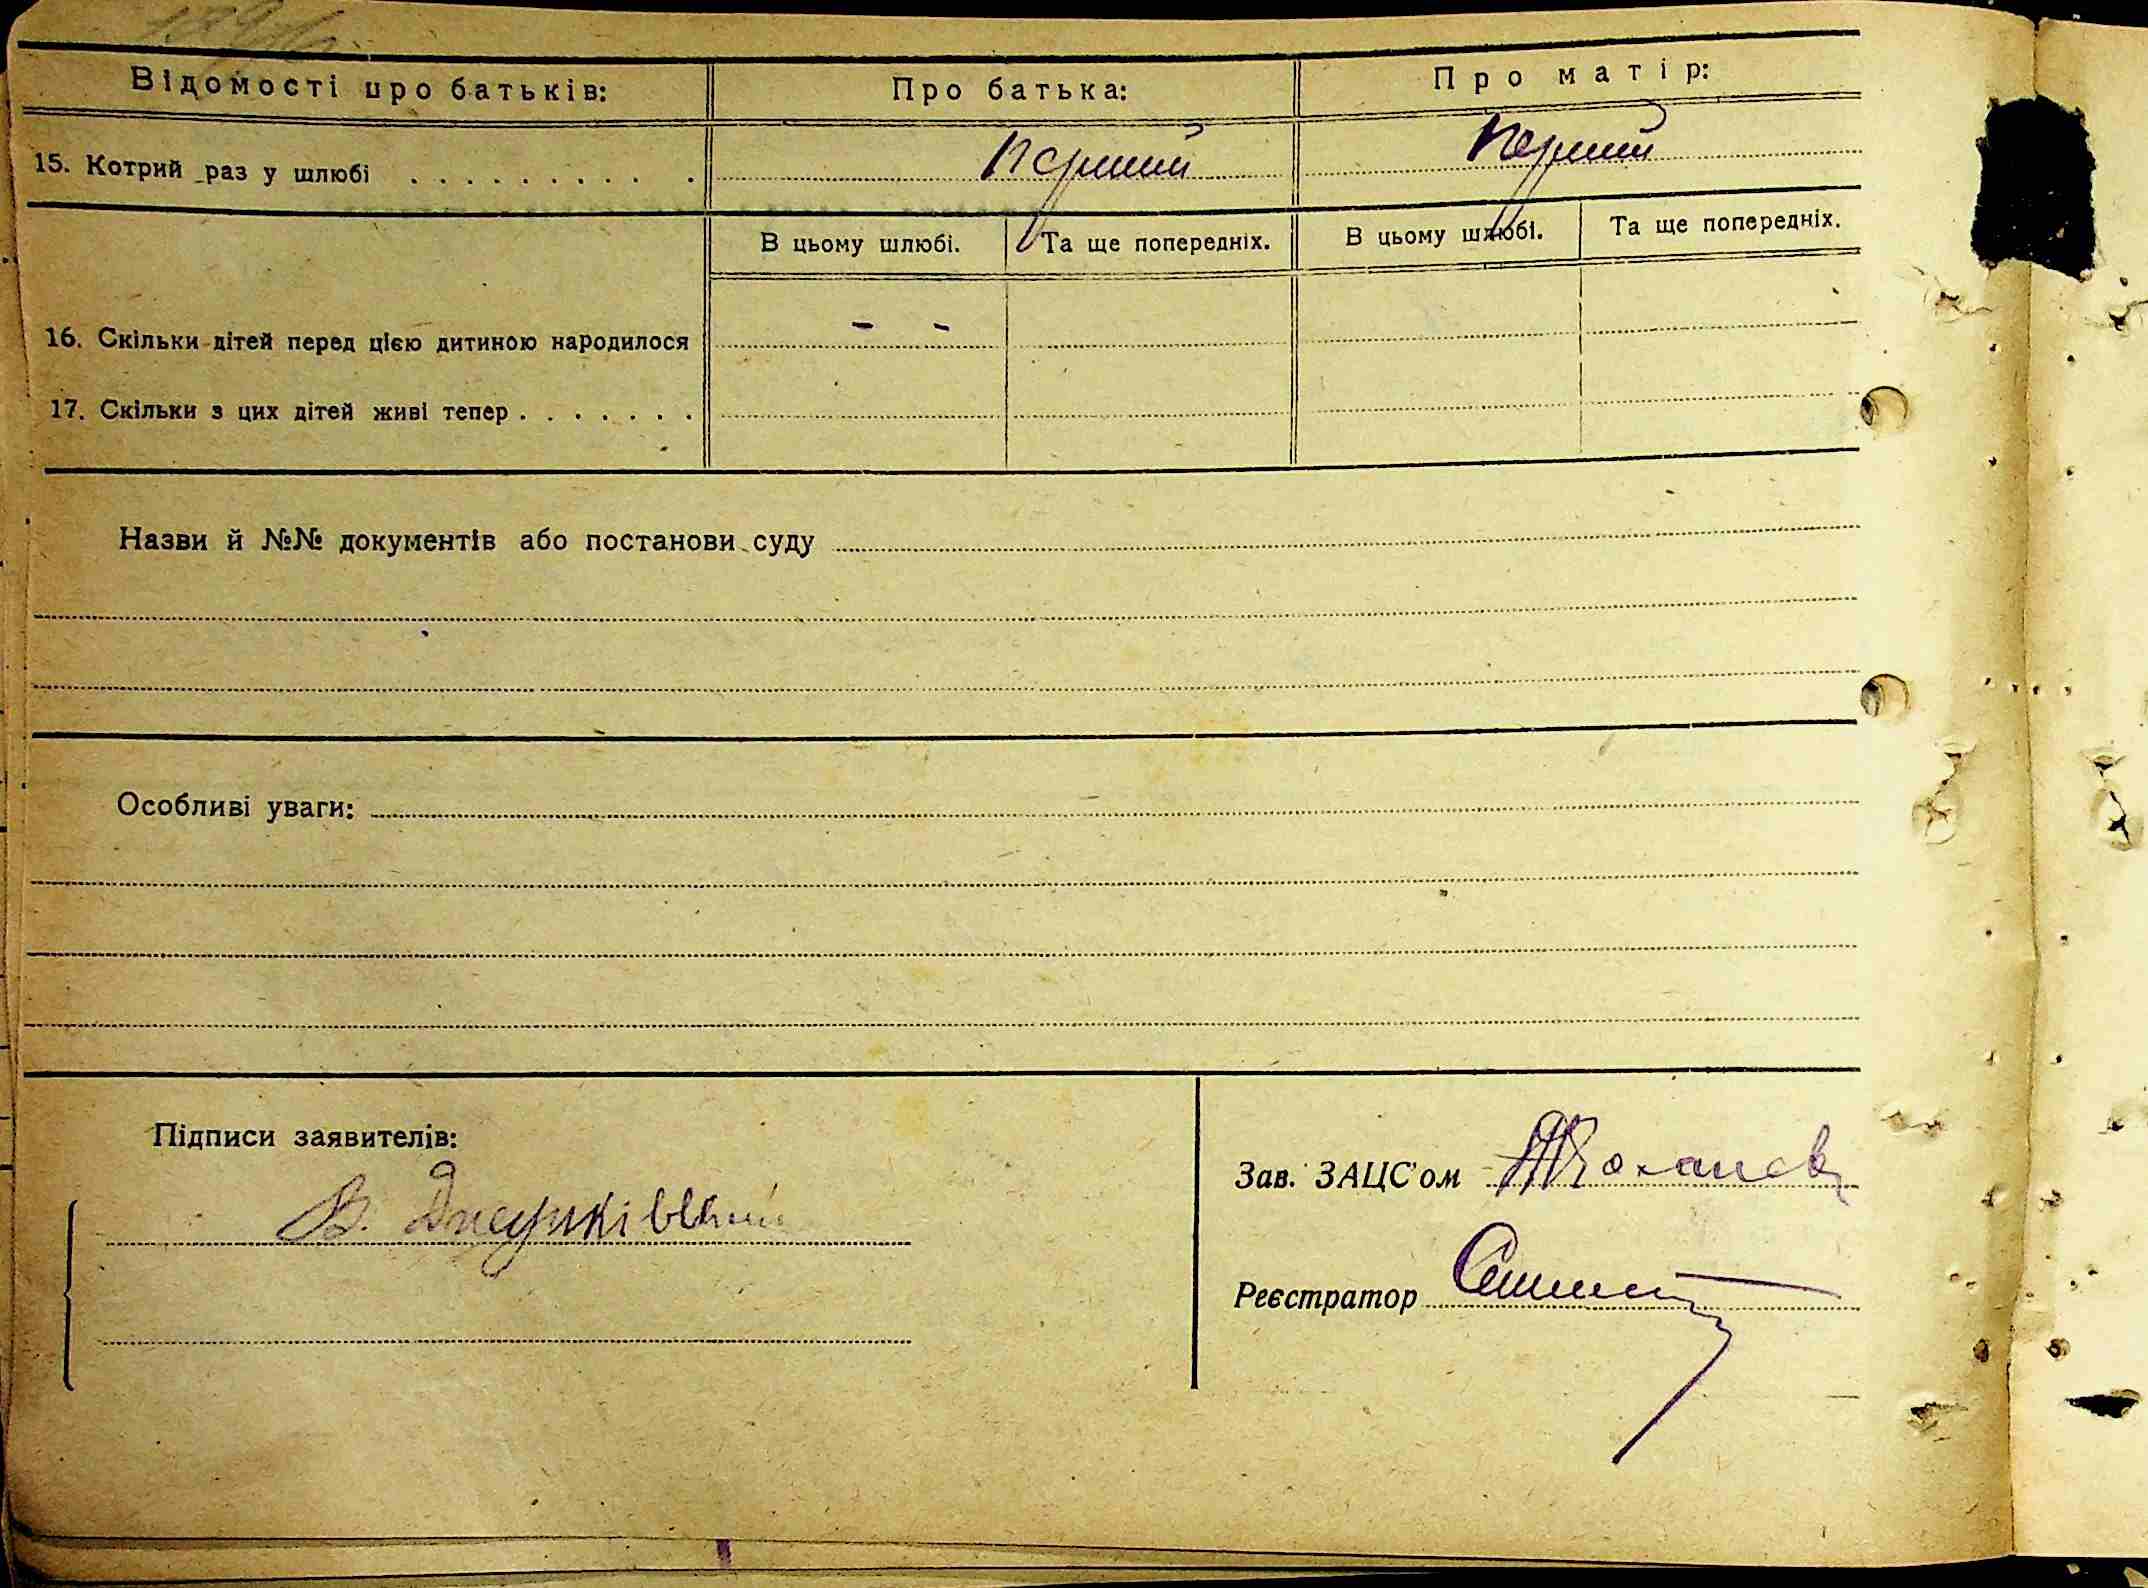 Відомості про батьків: Про батька: Про матір:
15. Котрий раз у шлюбі . . . . . . . . . . Перший Перший
В цьому шлюбі. Та ще попередніх. В цьому шлюбі. Та ще попередніх.
16. Скільки дітей перед цією дитиною народилося - -
17. Скільки з цих дітей живі тепер . . . . . . .
Назви й №№ документів або постанови суду
Особливі уваги:
Підписи заявителів:
В.
Зав. ЗАЦС'ом
Реєстратор